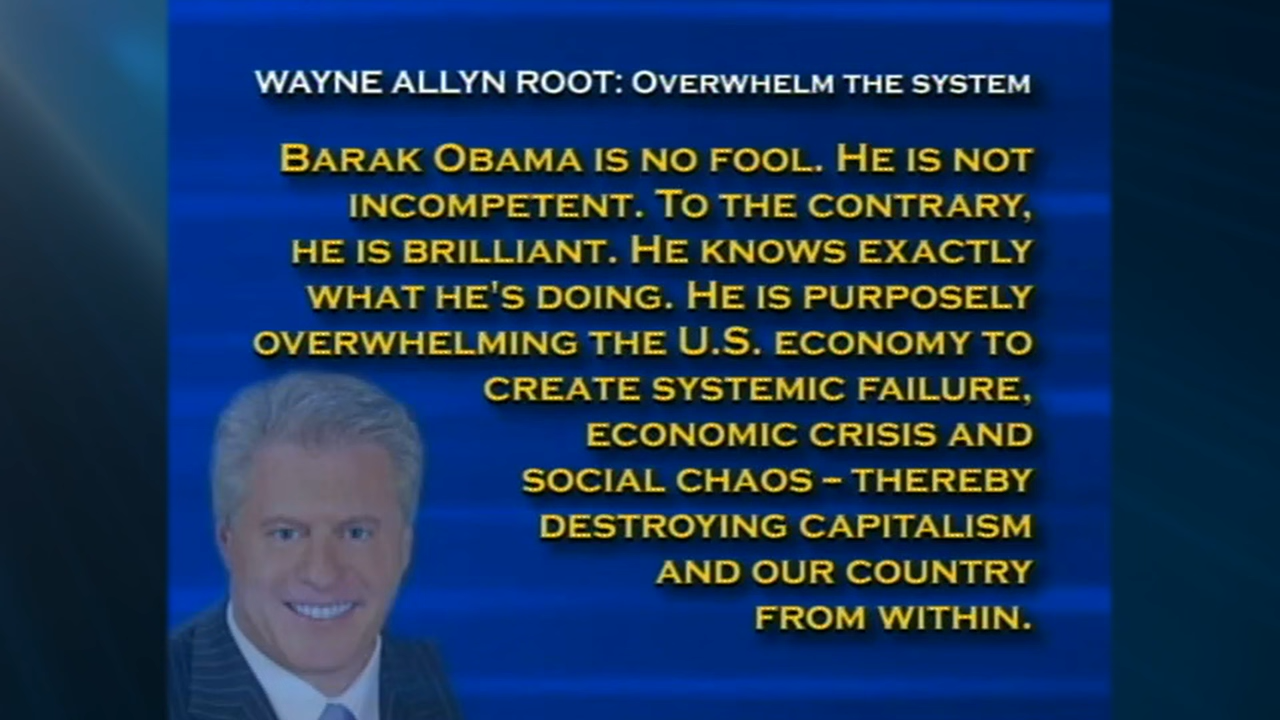 WAYNE ALLYN ROOT: OVERWHELM THE SYSTEM
BARAK OBAMA IS NO FOOL. HE IS NOT
INCOMPETENT. TO THE CONTRARY,
HE IS BRILLIANT. HE KNOWS EXACTLY
WHAT HE'S DOING. HE IS PURPOSELY
OVERWHELMING THE U.S. ECONOMY TO
CREATE SYSTEMIC FAILURE,
ECONOMIC CRISIS AND
SOCIAL CHAOS – THEREBY
DESTROYING CAPITALISM
AND OUR COUNTRY
FROM WITHIN.